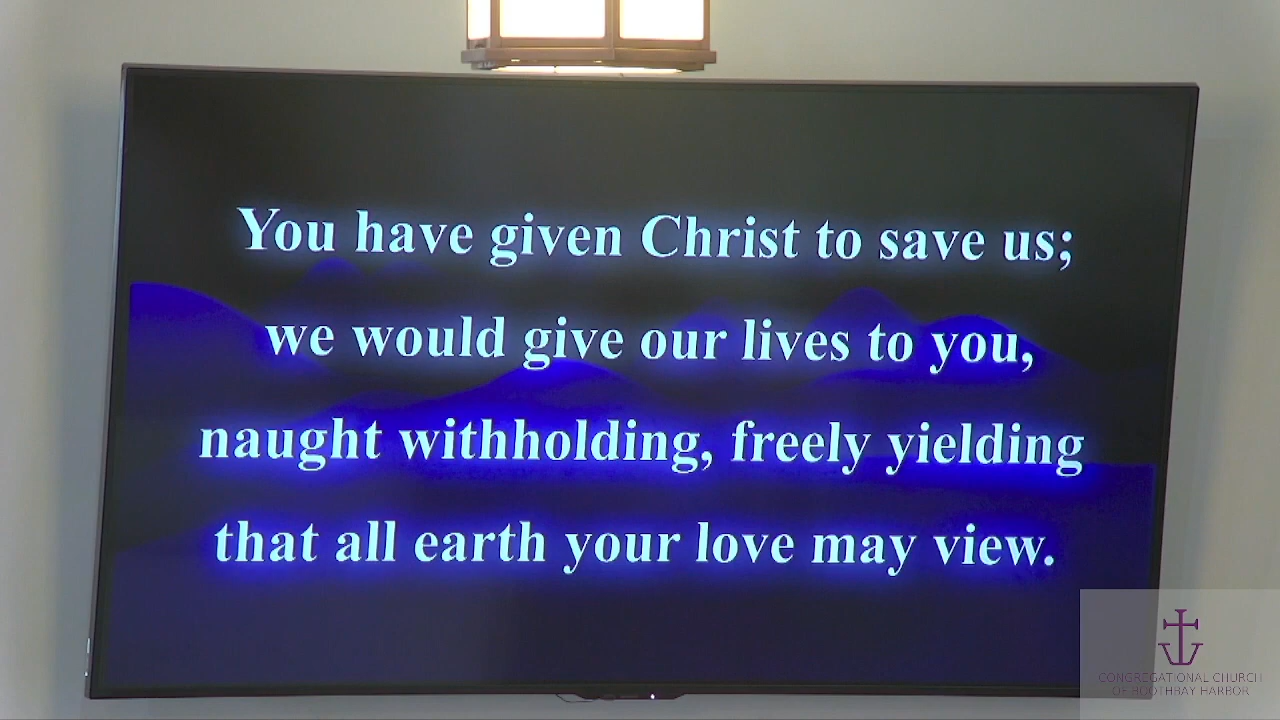 You have given Christ to save us;
we would give our lives to you,
naught withholding, freely yielding
that all earth your love may view.
CONGREGATIONAL CHURCH
OF BOOTHBAY HARBOR